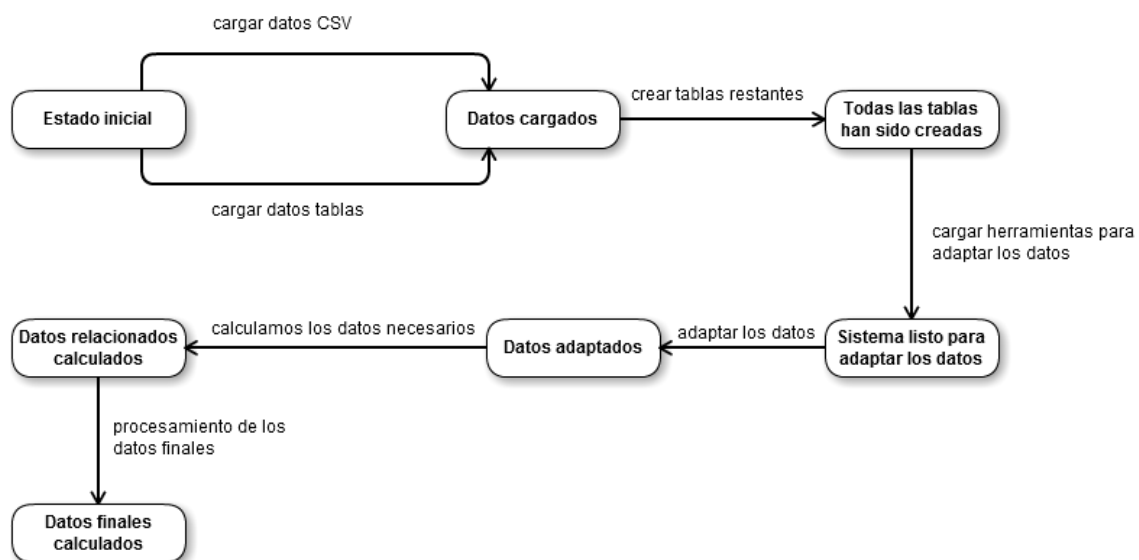 cargar datos CSV
Estado inicial
Datos cargados
crear tablas restantes
Todas las tablas
han sido creadas
cargar datos tablas
cargar herramientas para
adaptar los datos
Sistema listo para
adaptar los datos
adaptar los datos
Datos adaptados
calculamos los datos necesarios
Datos relacionados
calculados
procesamiento de los
datos finales
Datos finales
calculados